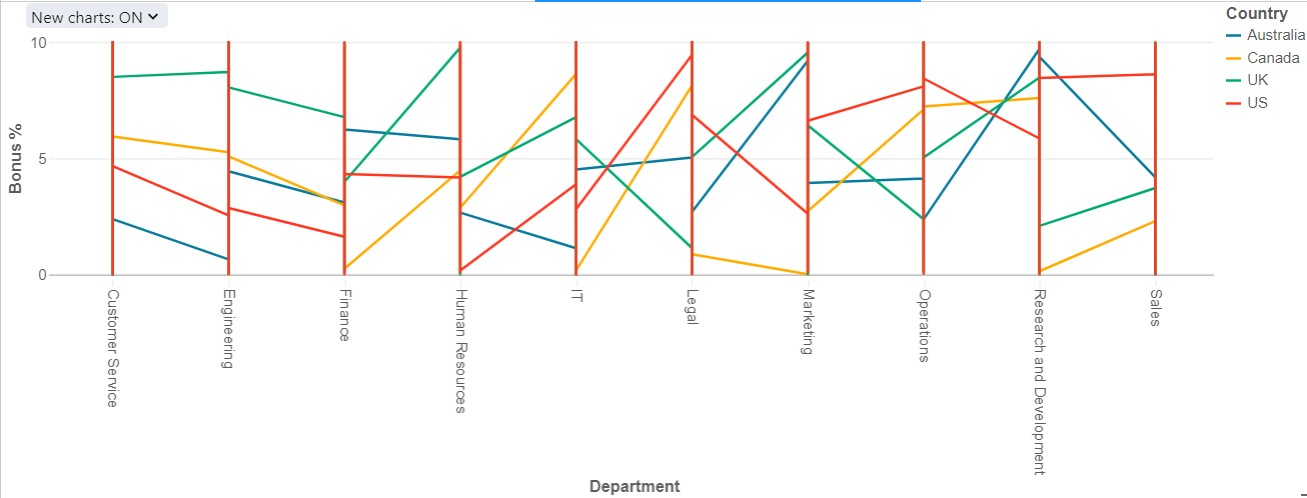 New charts: ON
Country
Australia
Canada
UK
US
10
5
0
Bonus %
Customer Service
Engineering
Finance
Human Resources
IT
Legal
Marketing
Operations
Research and Development
Sales
Department